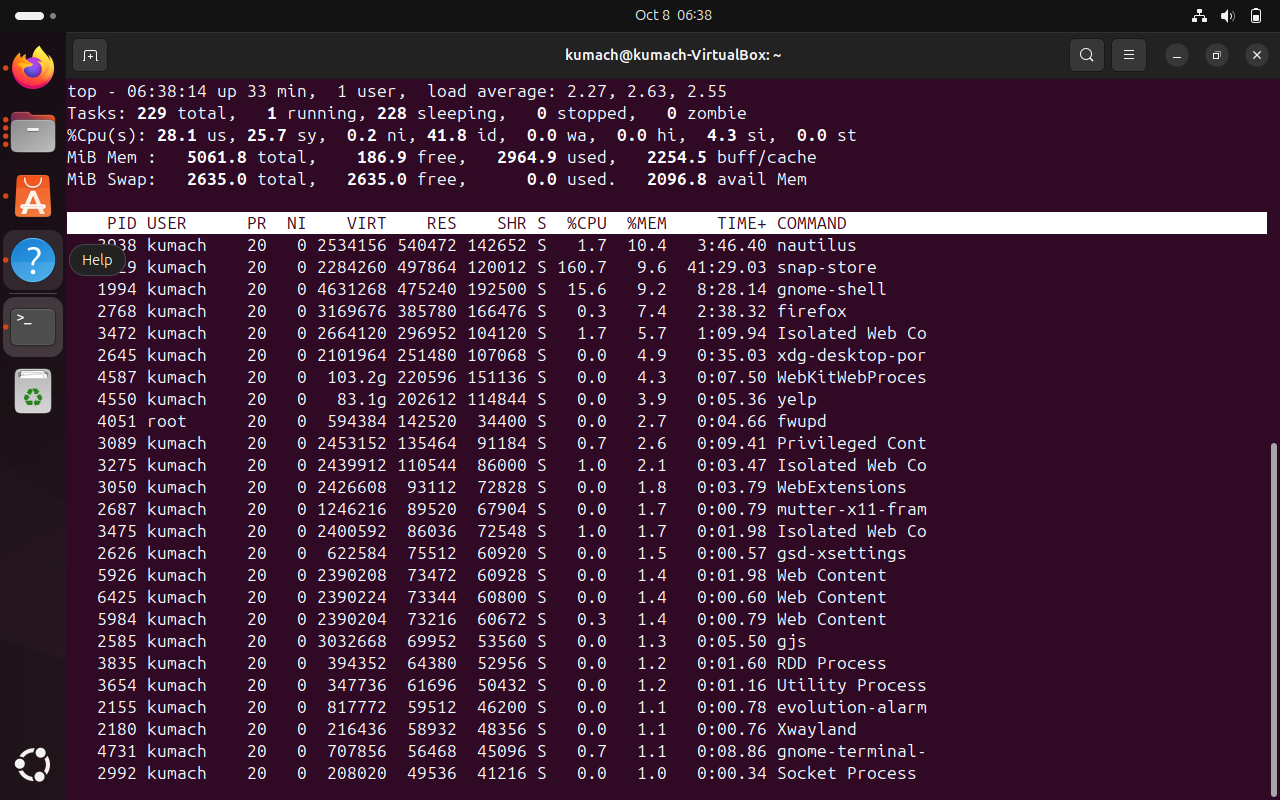 Oct 8 06:38
kumach@kumach-VirtualBox: ~
top - 06:38:14 up 33 min, 1 user, load average: 2.27, 2.63, 2.55
Tasks: 229 total, 1 running, 228 sleeping, 0 stopped, 0 zombie
%Cpu(s): 28.1 us, 25.7 sy, 0.2 ni, 41.8 id, 0.0 wa, 0.0 hi, 4.3 si, 0.0 st
MiB Mem : 5061.8 total, 186.9 free, 2964.9 used, 2254.5 buff/cache
MiB Swap: 2635.0 total, 2635.0 free, 0.0 used. 2096.8 avail Mem
PID USER PR NI VIRT RES SHR S %CPU %MEM TIME+ COMMAND
3938 kumach 20 0 2534156 540472 142652 S 1.7 10.4 3:46.40 nautilus
Help
29 kumach 20 0 2284260 497864 120012 S 160.7 9.6 41:29.03 snap-store
1994 kumach 20 0 4631268 475240 192500 S 15.6 9.2 8:28.14 gnome-shell
2768 kumach 20 0 3169676 385780 166476 S 0.3 7.4 2:38.32 firefox
3472 kumach 20 0 2664120 296952 104120 S 1.7 5.7 1:09.94 Isolated Web Co
2645 kumach 20 0 2101964 251480 107068 S 0.0 4.9 0:35.03 xdg-desktop-por
4587 kumach 20 0 103.2g 220596 151136 S 0.0 4.3 0:07.50 WebKitWebProces
4550 kumach 20 0 83.1g 202612 114844 S 0.0 3.9 0:05.36 yelp
4051 root 20 0 594384 142520 34400 S 0.0 2.7 0:04.66 fwupd
3089 kumach 20 0 2453152 135464 91184 S 0.7 2.6 0:09.41 Privileged Cont
3275 kumach 20 0 2439912 110544 86000 S 1.0 2.1 0:03.47 Isolated Web Co
3050 kumach 20 0 2426608 93112 72828 S 0.0 1.8 0:03.79 WebExtensions
2687 kumach 20 0 1246216 89520 67904 S 0.0 1.7 0:00.79 mutter-x11-fram
3475 kumach 20 0 2400592 86036 72548 S 1.0 1.7 0:01.98 Isolated Web Co
2626 kumach 20 0 622584 75512 60920 S 0.0 1.5 0:00.57 gsd-xsettings
5926 kumach 20 0 2390208 73472 60928 S 0.0 1.4 0:01.98 Web Content
6425 kumach 20 0 2390224 73344 60800 S 0.0 1.4 0:00.60 Web Content
5984 kumach 20 0 2390204 73216 60672 S 0.3 1.4 0:00.79 Web Content
2585 kumach 20 0 3032668 69952 53560 S 0.0 1.3 0:05.50 gjs
3835 kumach 20 0 394352 64380 52956 S 0.0 1.2 0:01.60 RDD Process
3654 kumach 20 0 347736 61696 50432 S 0.0 1.2 0:01.16 Utility Process
2155 kumach 20 0 817772 59512 46200 S 0.0 1.1 0:00.78 evolution-alarm
2180 kumach 20 0 216436 58932 48356 S 0.0 1.1 0:00.76 Xwayland
4731 kumach 20 0 707856 56468 45096 S 0.7 1.1 0:08.86 gnome-terminal-
2992 kumach 20 0 208020 49536 41216 S 0.0 1.0 0:00.34 Socket Process